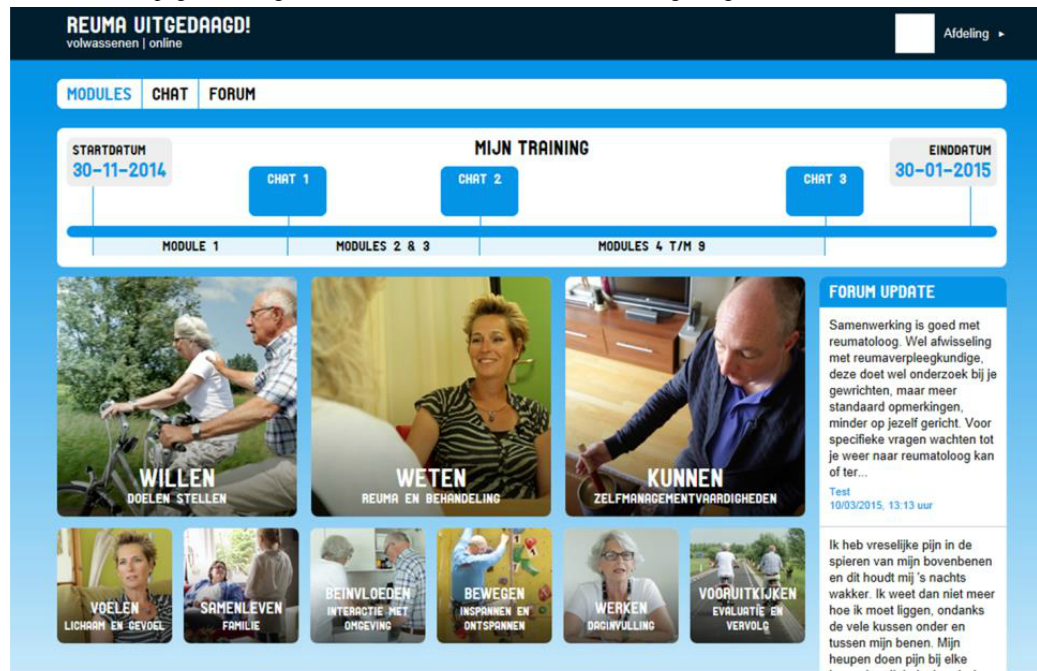 REUMA UITGEDAAGD!
volwassenen | online
Afdeling ▸
MODULES CHAT FORUM
STARTDATUM
30-11-2014
MIJN TRAINING
EINDDATUM
30-01-2015
CHAT 1
CHAT 2
CHAT 3
MODULE 1
MODULES 2 & 3
MODULES 4 T/M 9
WILLEN
DOELEN STELLEN
WETEN
REUMA EN BEHANDELING
KUNNEN
ZELFMANAGEMENTVAARDIGHEDEN
VOELEN
LICHAAM EN GEVOEL
SAMENLEVEN
FAMILIE
BEINVLOEDEN
INTERACTIE MET
OMGEVING
BEWEGEN
INSPANNEN EN
ONTSPANNEN
WERKEN
DAGINVULLING
VOORUITKIJKEN
EVALUATIE EN
VERVOLG
FORUM UPDATE
Samenwerking is goed met
reumatoloog. Wel afwisseling
met reumaverpleegkundige,
deze doet wel onderzoek bij je
gewrichten, maar meer
standaard opmerkingen,
minder op jezelf gericht. Voor
specifieke vragen wachten tot
je weer naar reumatoloog kan
of ter...
Test
10/03/2015, 13:13 uur
Ik heb vreselijke pijn in de
spieren van mijn bovenbenen
en dit houdt mij 's nachts
wakker. Ik weet dan niet meer
hoe ik moet liggen, ondanks
de vele kussen onder en
tussen mijn benen. Mijn
heupen doen pijn bij elke